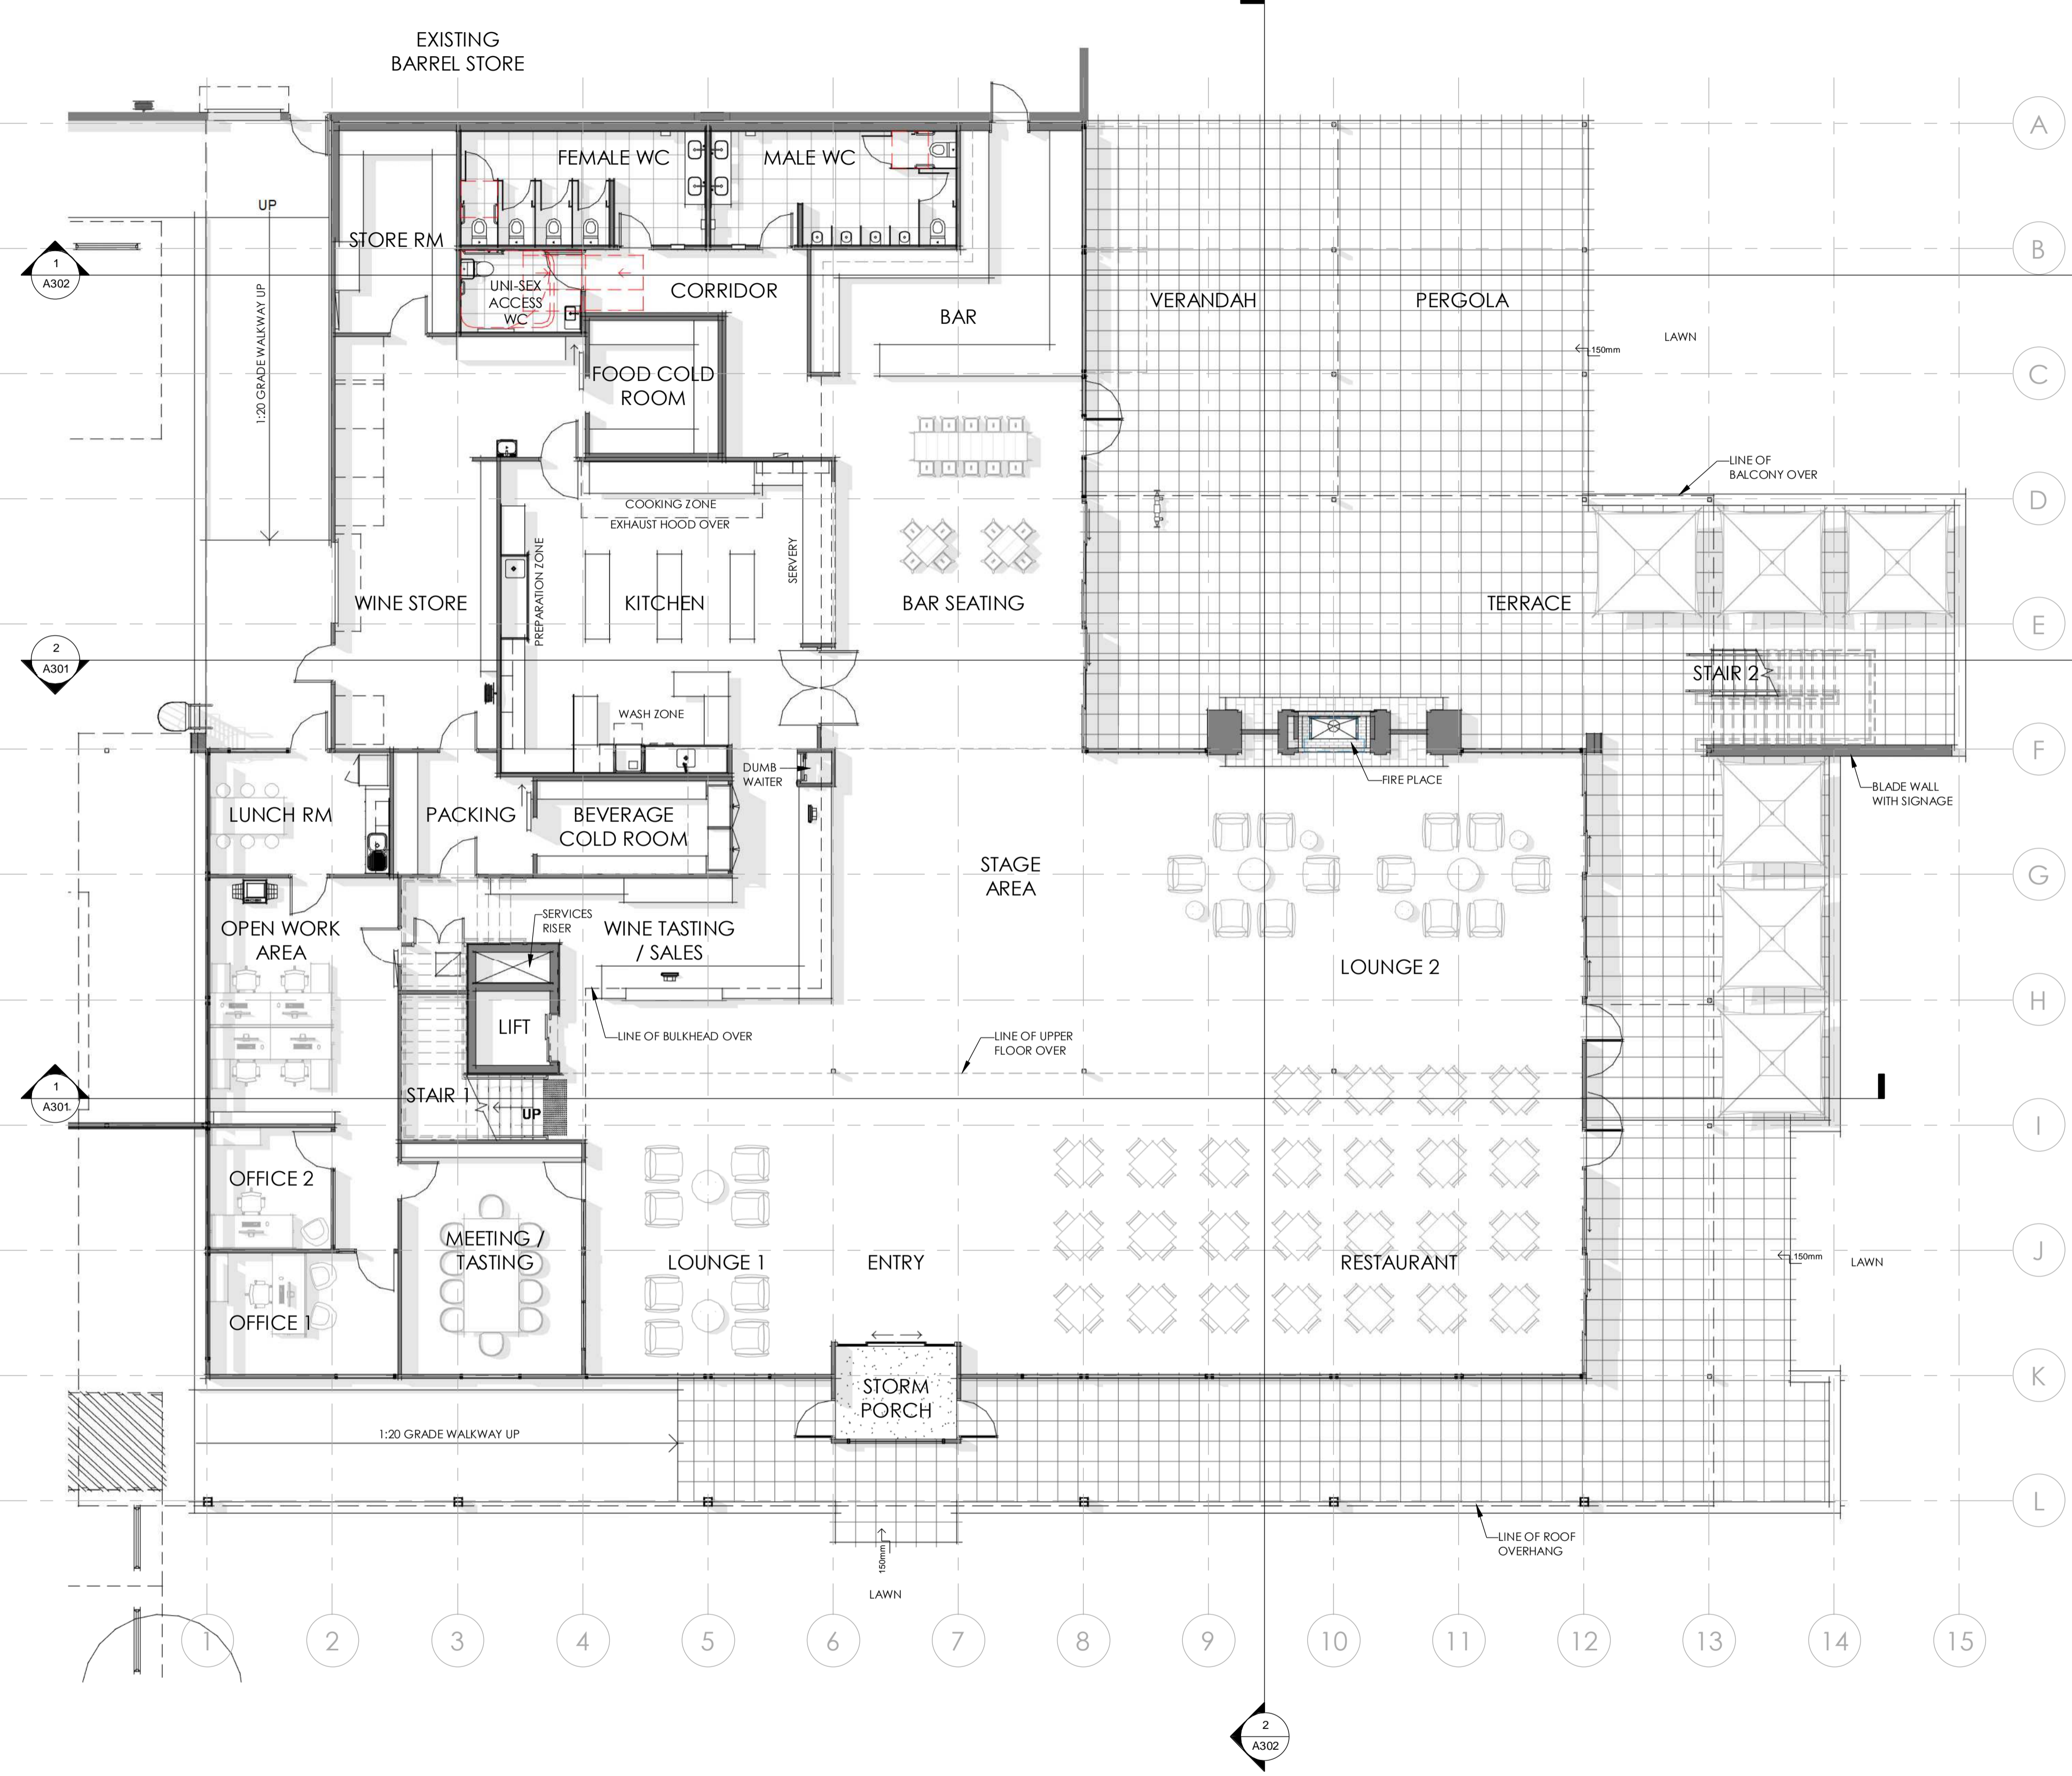 EXISTING
BARREL STORE
A
FEMALE WC
MALE WC
UP
STORE RM
B
1
A302
UNI-SEX
ACCESS
WC
CORRIDOR
BAR
VERANDAH
PERGOLA
LAWN
150mm
1:20 GRADE WALKWAY UP
FOOD COLD
ROOM
C
LINE OF
BALCONY OVER
D
COOKING ZONE
EXHAUST HOOD OVER
PREPARATION ZONE
SERVERY
WINE STORE
KITCHEN
BAR SEATING
TERRACE
E
2
A301
STAIR 2
WASH ZONE
F
DUMB
WAITER
FIRE PLACE
BLADE WALL
WITH SIGNAGE
LUNCH RM
PACKING
BEVERAGE
COLD ROOM
STAGE
AREA
G
OPEN WORK
AREA
SERVICES
RISER
WINE TASTING
/ SALES
LOUNGE 2
H
LIFT
LINE OF BULKHEAD OVER
LINE OF UPPER
FLOOR OVER
1
A301
STAIR 1
UP
I
OFFICE 2
MEETING /
TASTING
LOUNGE 1
ENTRY
RESTAURANT
150mm
LAWN
J
OFFICE 1
STORM
PORCH
K
1:20 GRADE WALKWAY UP
L
LINE OF ROOF
OVERHANG
150mm
LAWN
1
2
3
4
5
6
7
8
9
10
11
12
13
14
15
2
A302